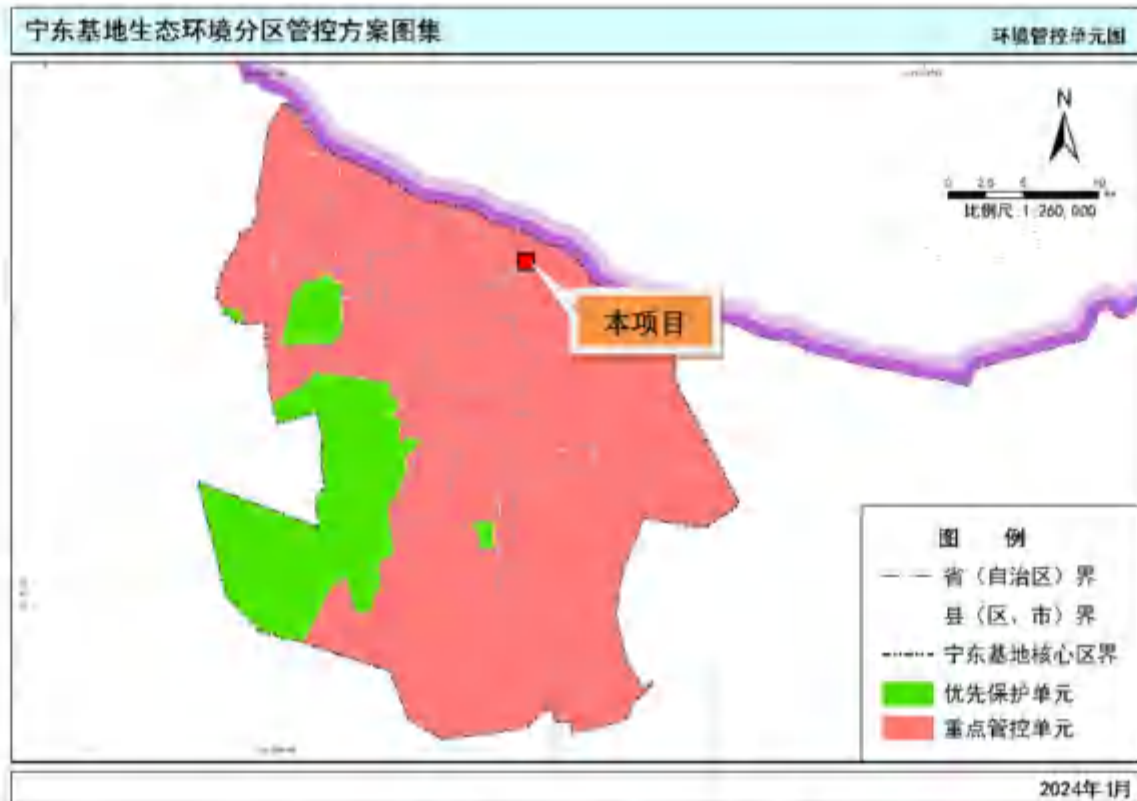 宁东基地生态环境分区管控方案图集
环境管控单元图
N
0 2.5 5 10
比例尺 1:260,000
本项目
图 例
省（自治区）界
县（区、市）界
宁东基地核心区界
优先保护单元
重点管控单元
2024年1月